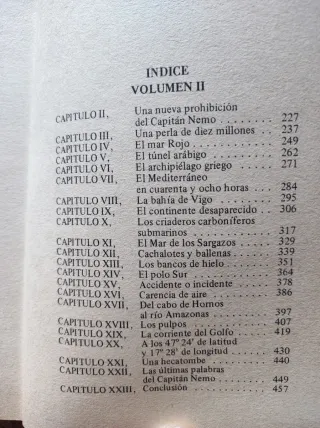 INDICE
VOLUMEN II
CAPITULO II, Una nueva prohibición
del Capitán Nemo . . . . . 227
CAPITULO III, Una perla de diez millones . . . . 237
CAPITULO IV, El mar Rojo . . . . . . . . . . 249
CAPITULO V, El túnel arábigo . . . . . . . . 262
CAPITULO VI, El archipiélago griego . . . . . 271
CAPITULO VII, El Mediterráneo
en cuarenta y ocho horas . . . 284
CAPITULO VIII, La bahía de Vigo . . . . . . . 295
CAPITULO IX, El continente desaparecido . . 306
CAPITULO X, Los criaderos carboníferos
submarinos . . . . . . . . 317
CAPITULO XI, El Mar de los Sargazos . . . . 329
CAPITULO XII, Cachalotes y ballenas . . . . . 339
CAPITULO XIII, Los bancos de hielo . . . . . . 351
CAPITULO XIV, El polo Sur . . . . . . . . . . 364
CAPITULO XV, Accidente o incidente . . . . . 378
CAPITULO XVI, Carencia de aire . . . . . . . . 386
CAPITULO XVII, Del cabo de Hornos
al río Amazonas . . . . . . 397
CAPITULO XVIII, Los pulpos . . . . . . . . . . 407
CAPITULO XIX, La corriente del Golfo . . . . . 419
CAPITULO XX, A los 47° 24' de latitud
y 17° 28' de longitud . . . . 430
CAPITULO XXI, Una hecatombe . . . . . . . . 440
CAPITULO XXII, Las últimas palabras
del Capitán Nemo . . . . . 449
CAPITULO XXIII, Conclusión . . . . . . . . . . 457